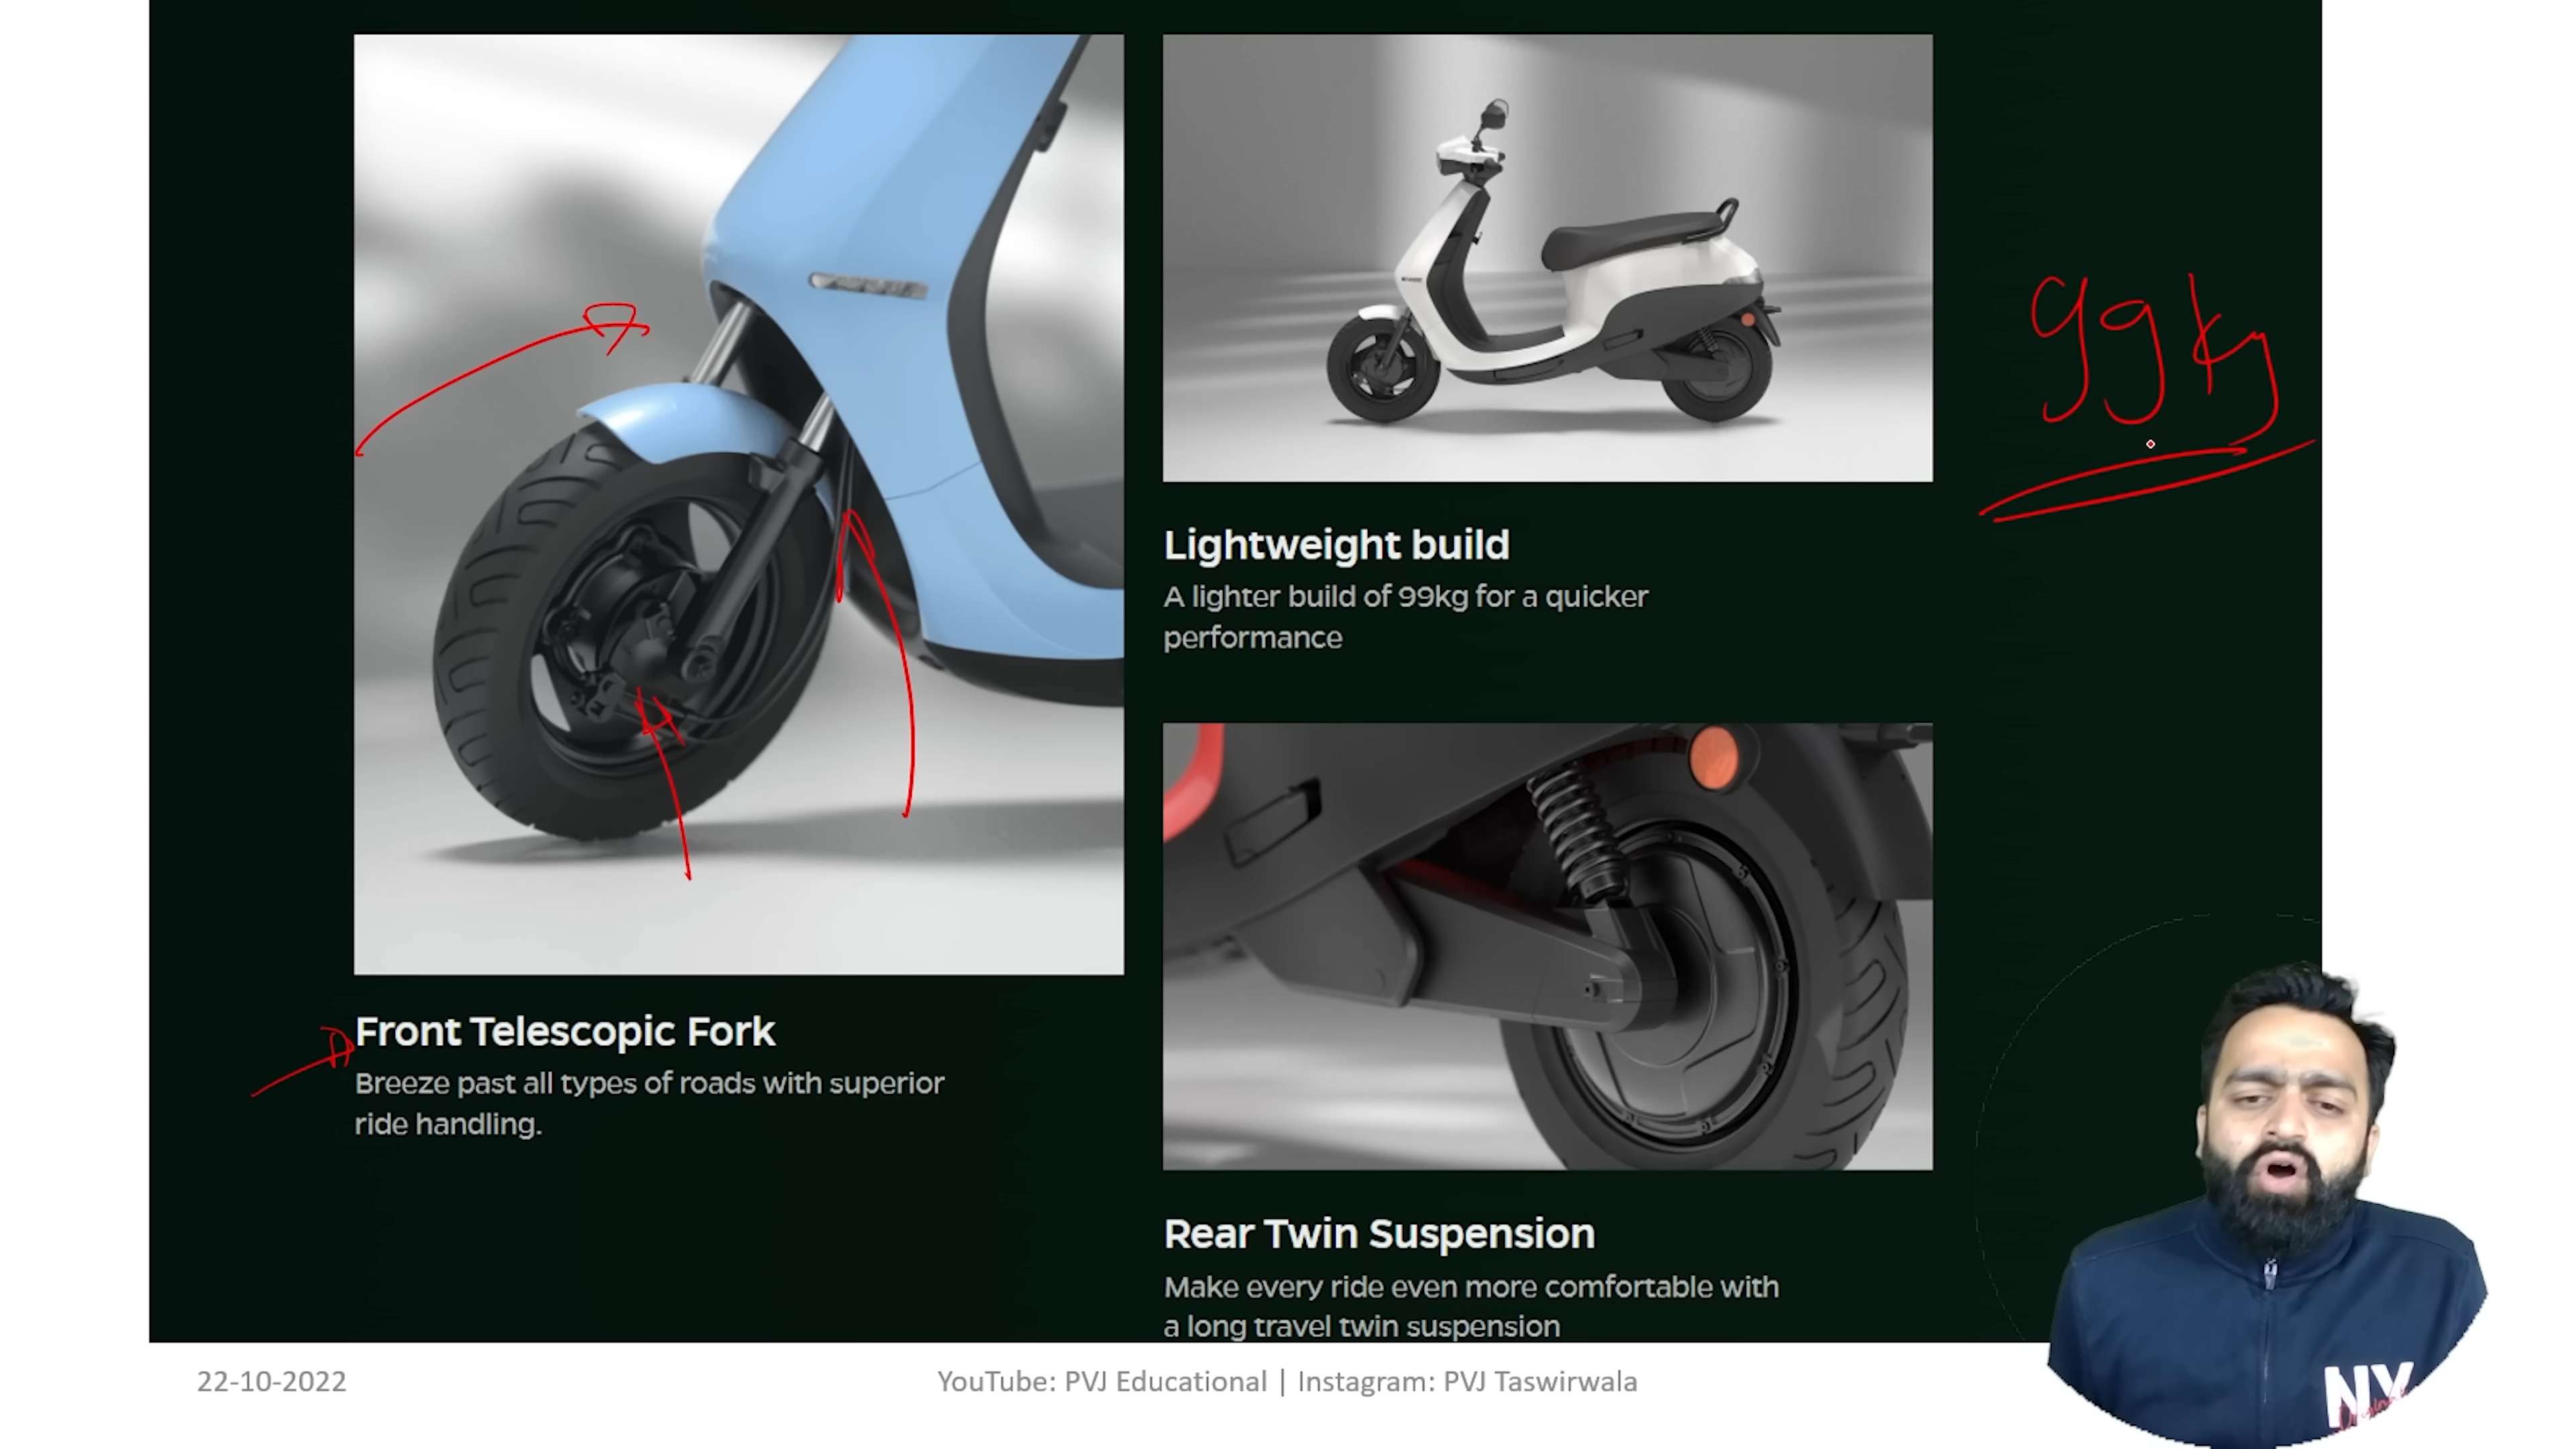 99kg
Lightweight build
A lighter build of 99kg for a quicker
performance
Front Telescopic Fork
Breeze past all types of roads with superior
ride handling.
Rear Twin Suspension
Make every ride even more comfortable with
a long travel twin suspension
22-10-2022
YouTube: PVJ Educational | Instagram: PVJ Taswirwala
NY